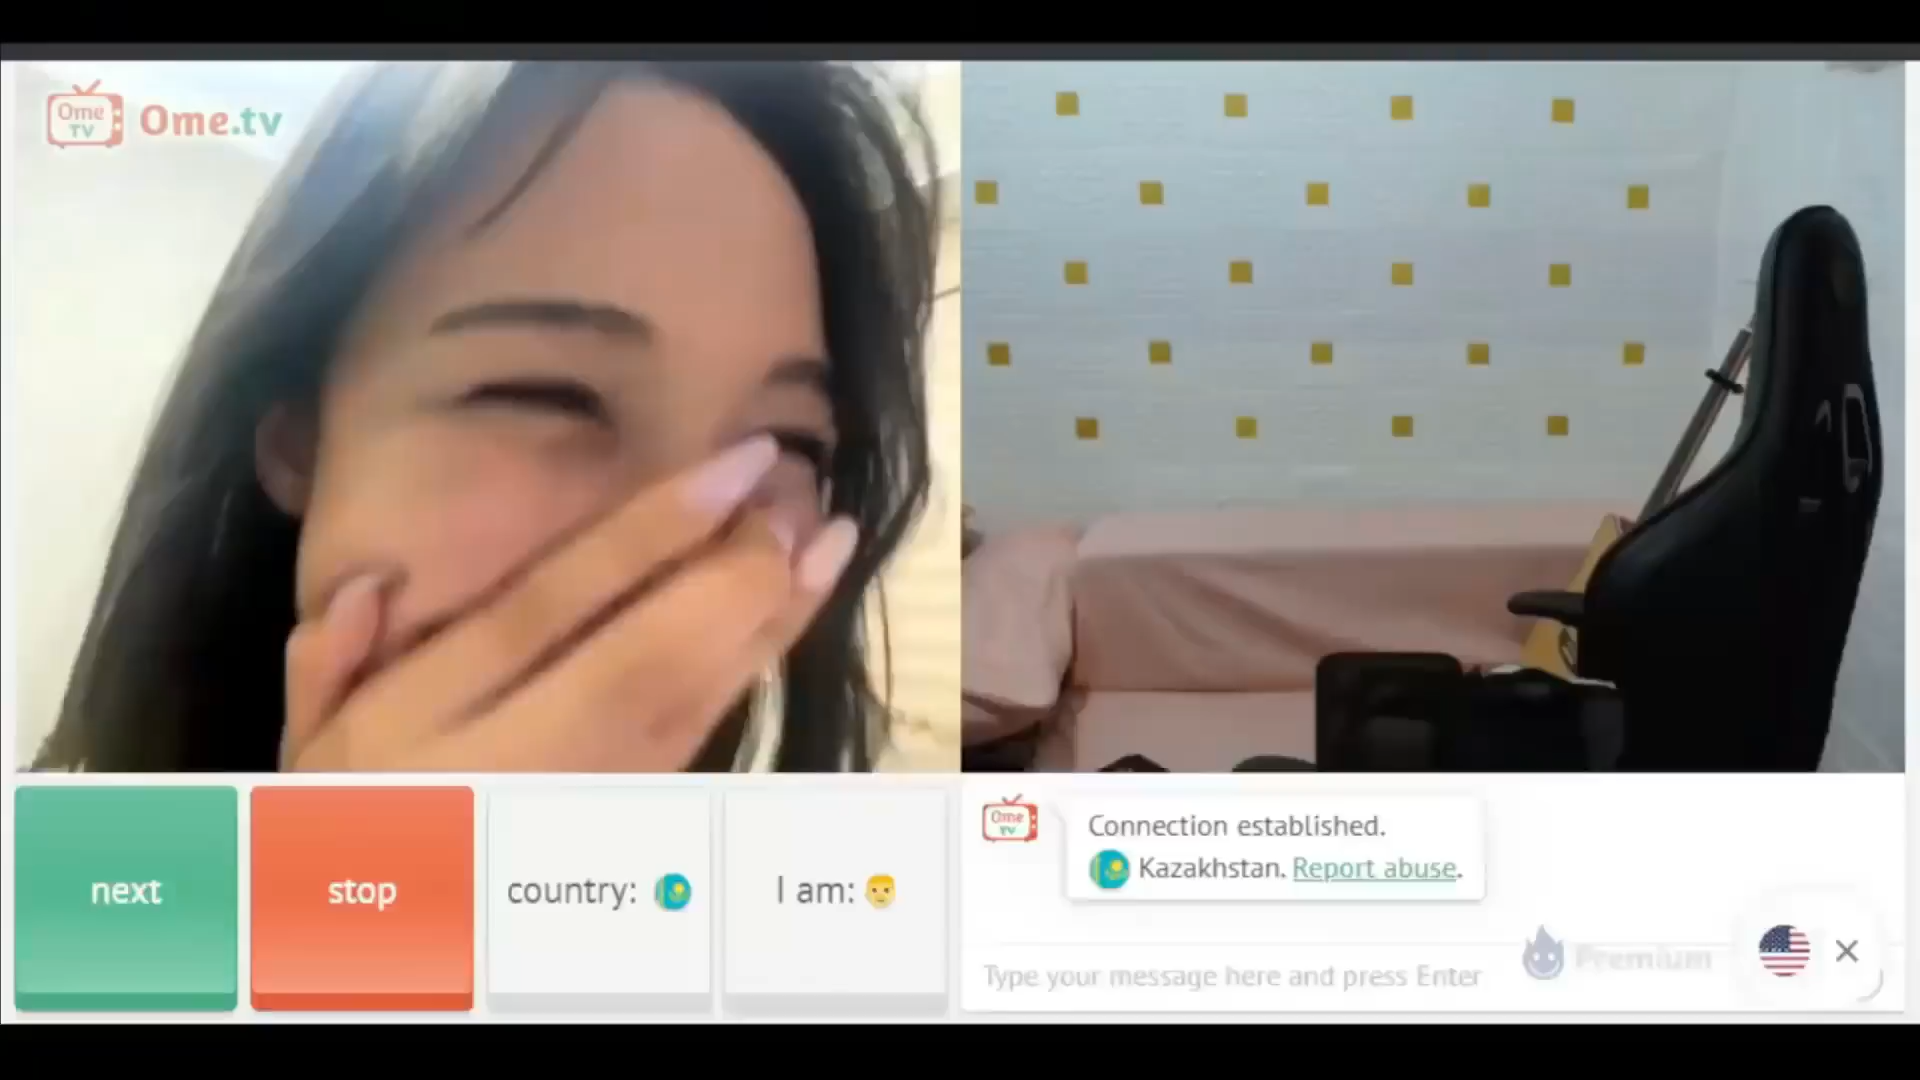 Ome TV Ome.tv
next
stop
country:
I am:
Ome TV
Connection established.
Kazakhstan. Report abuse.
Type your message here and press Enter
Premium